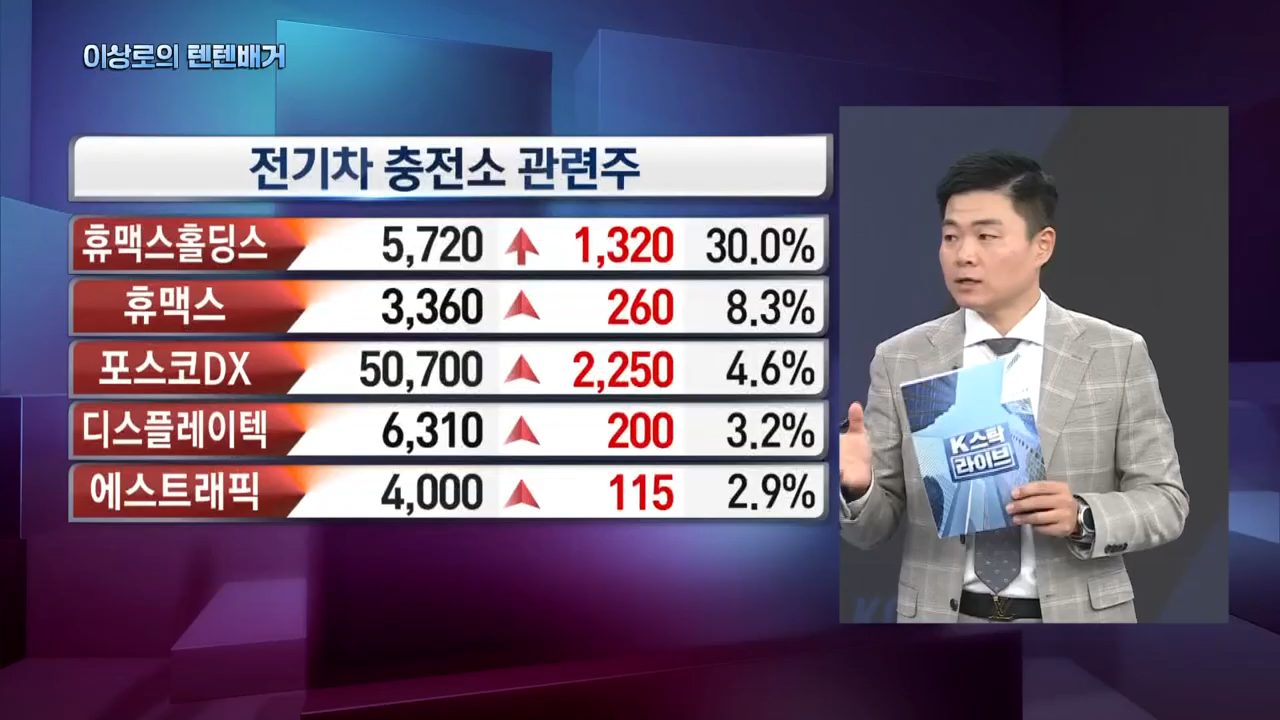 이상로의 텐텐배거
전기차 충전소 관련주
휴맥스홀딩스 5,720 1,320 30.0%
휴맥스 3,360 260 8.3%
포스코DX 50,700 2,250 4.6%
디스플레이텍 6,310 200 3.2%
에스트래픽 4,000 115 2.9%
K스탁
라이브